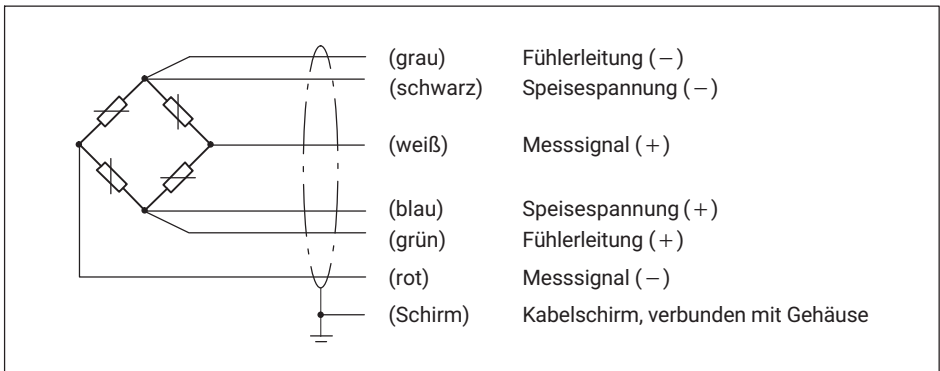 (grau) Fühlerleitung (−)
(schwarz) Speisespannung (−)
(weiß) Messsignal (+)
(blau) Speisespannung (+)
(grün) Fühlerleitung (+)
(rot) Messsignal (−)
(Schirm) Kabelschirm, verbunden mit Gehäuse